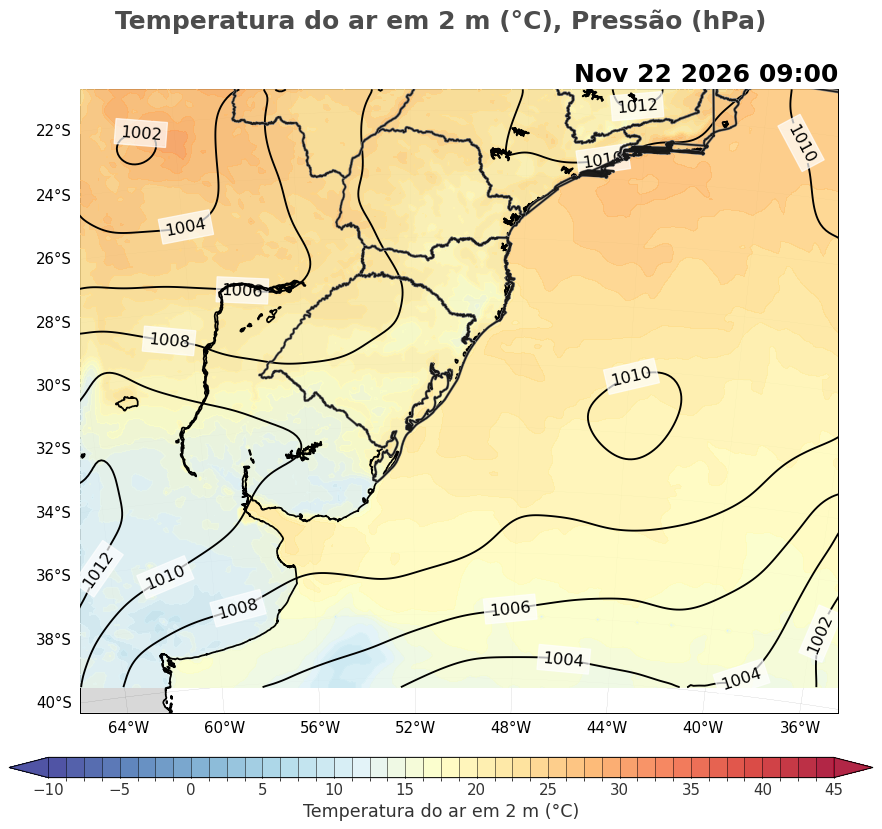 Temperatura do ar em 2 m (°C), Pressão (hPa)
Nov 22 2026 09:00
1012
1002
1010
1010
1004
1006
1008
1010
1012
1010
1008
1006
1002
1004
1004
22°S
24°S
26°S
28°S
30°S
32°S
34°S
36°S
38°S
40°S
64°W 60°W 56°W 52°W 48°W 44°W 40°W 36°W
−10 −5 0 5 10 15 20 25 30 35 40 45
Temperatura do ar em 2 m (°C)